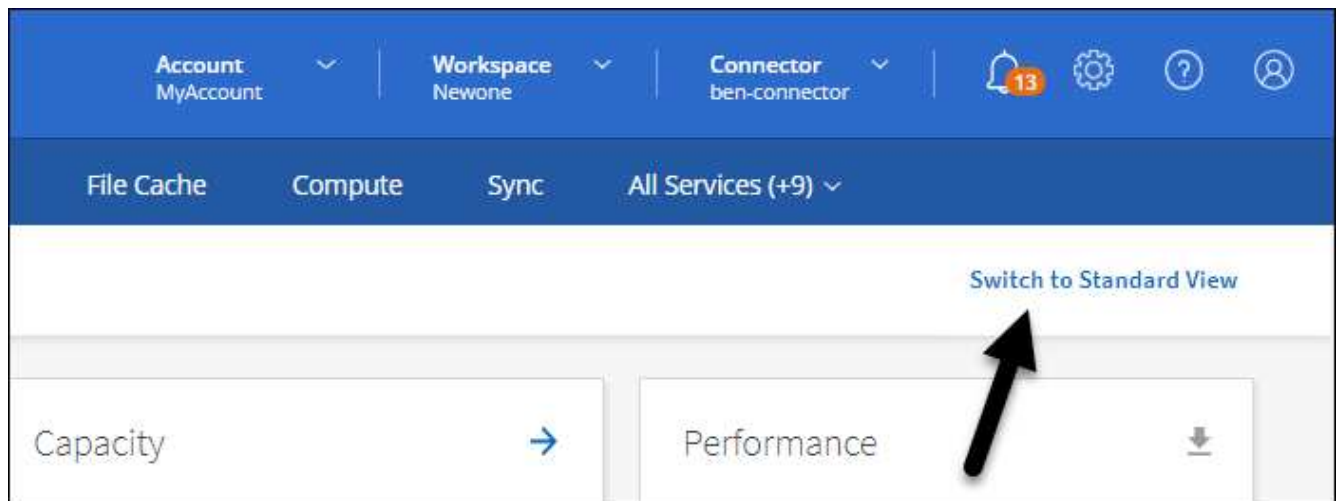 Account Workspace Connector
MyAccount Newone ben-connector
13
File Cache Compute Sync All Services (+9)
Switch to Standard View
Capacity Performance